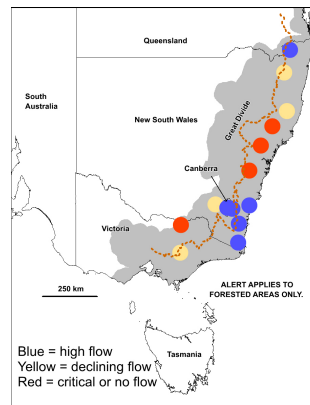 Queensland
South
Australia
New South Wales
Great Divide
Canberra
Victoria
250 km
ALERT APPLIES TO
FORESTED AREAS ONLY.
Tasmania
Blue = high flow
Yellow = declining flow
Red = critical or no flow